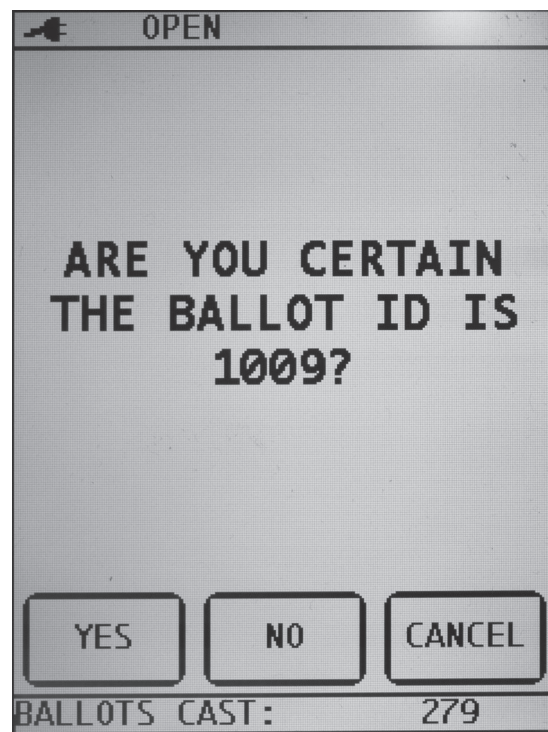 OPEN
ARE YOU CERTAIN
THE BALLOT ID IS
1009?
YES NO CANCEL
BALLOTS CAST: 279